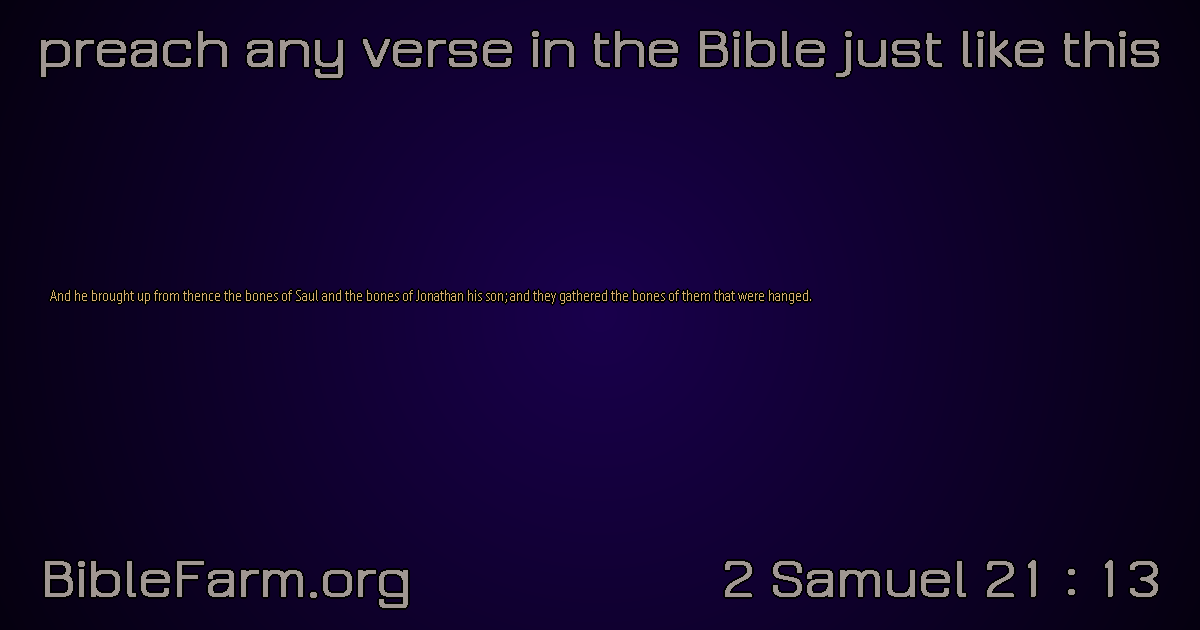 preach any verse in the Bible just like this
And he brought up from thence the bones of Saul and the bones of Jonathan his son; and they gathered the bones of them that were hanged.
BibleFarm.org
2 Samuel 21 : 13